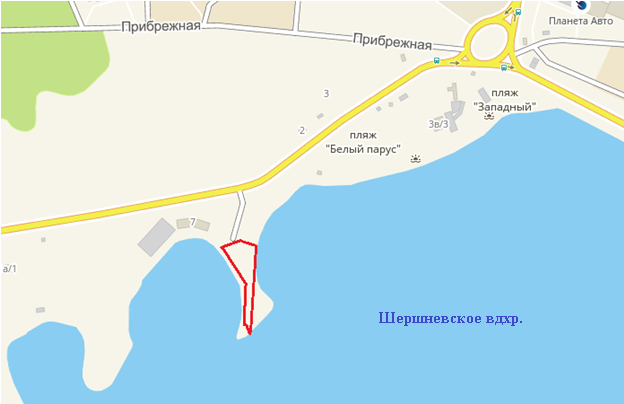 Планета Авто
Прибрежная
Прибрежная
3
пляж
"Западный"
2
3в/3
пляж
"Белый парус"
7
а/1
Шершневское вдхр.